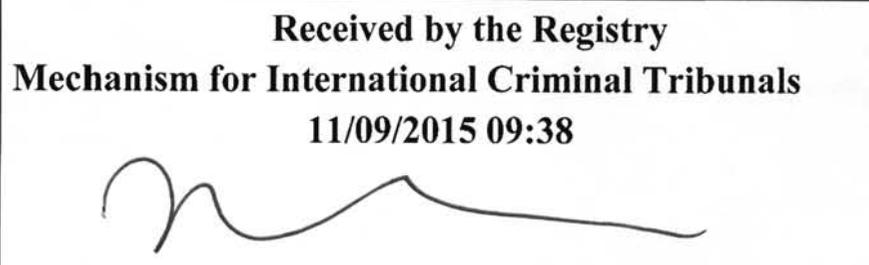 Received by the Registry
Mechanism for International Criminal Tribunals
11/09/2015 09:38